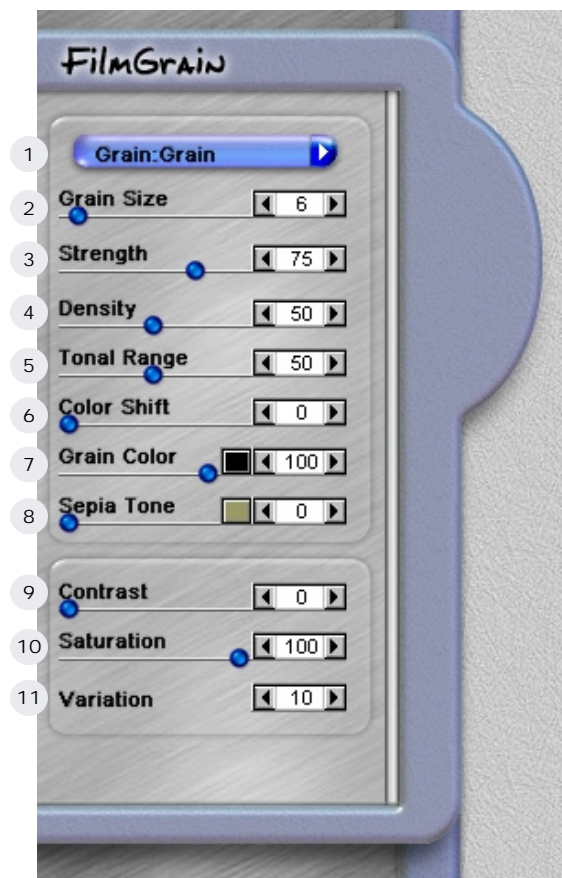 FilmGrain
1 Grain:Grain
2 Grain Size 6
3 Strength 75
4 Density 50
5 Tonal Range 50
6 Color Shift 0
7 Grain Color 100
8 Sepia Tone 0
9 Contrast 0
10 Saturation 100
11 Variation 10